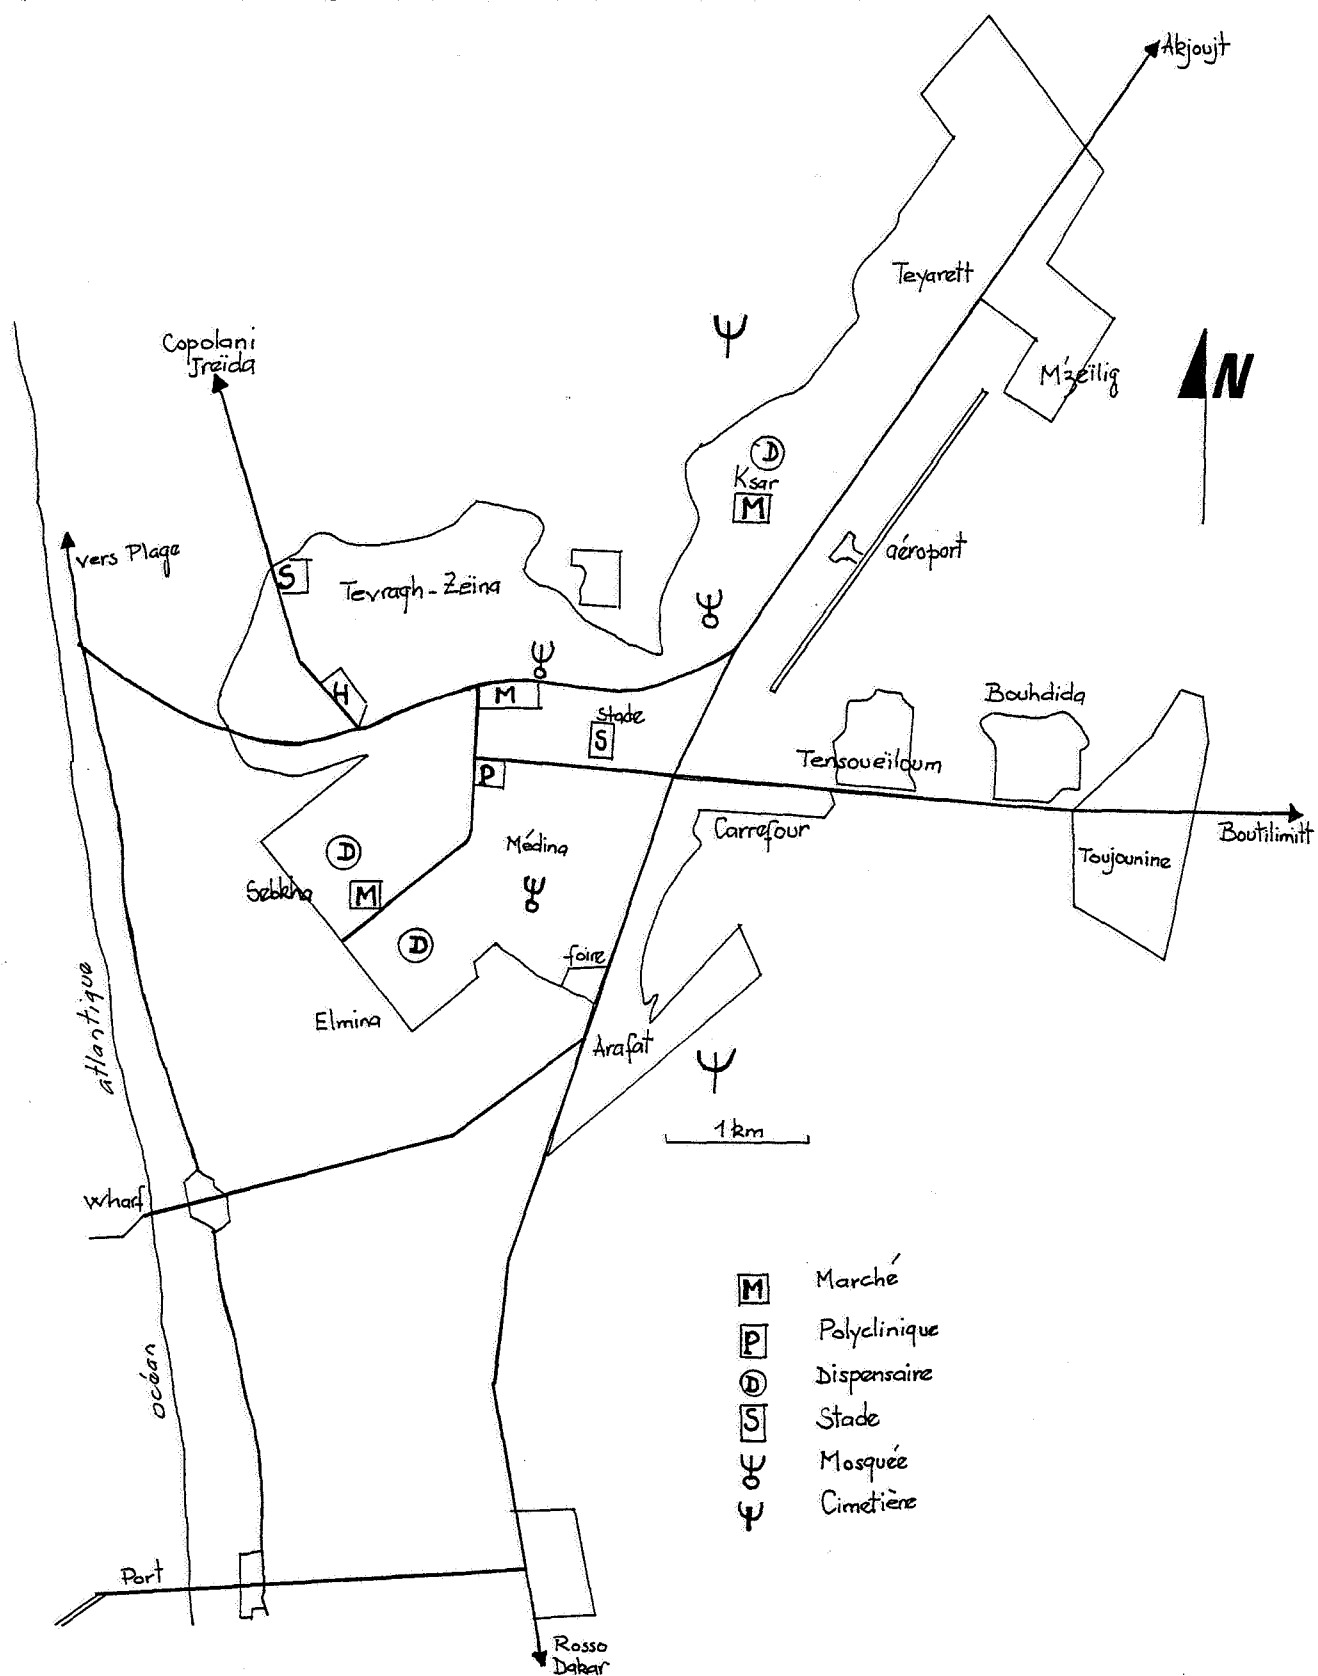 Akjoujt
Teyarett
Copolani
Jreïda
M'zeïlig
N
D
Ksar
M
vers Plage
aéroport
S
Tevragh-Zeïna
H
M
Bouhdida
stade
S
Tensoueïloum
P
Carrefour
Boutilimitt
Médina
D
Toujounine
Sebkha
M
D
foire
atlantique
Elmina
Arafat
1 km
Wharf
M Marché
P Polyclinique
D Dispensaire
S Stade
Mosquée
Cimetière
océan
Port
Rosso
Dakar